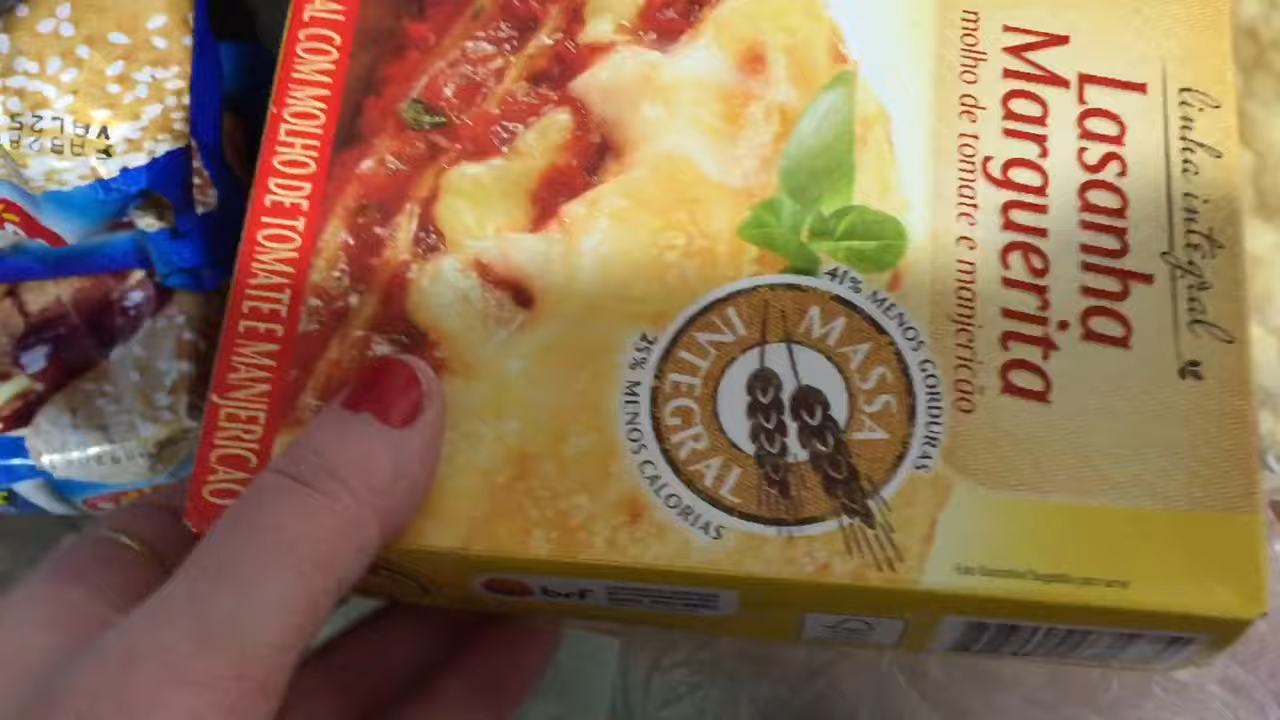 linha integral
Lasanha
Marguerita
molho de tomate e manjericão
41% MENOS GORDURAS
MASSA
INTEGRAL
25% MENOS CALORIAS
AL COM MOLHO DE TOMATE E MANJERICÃO
brf
VAL25